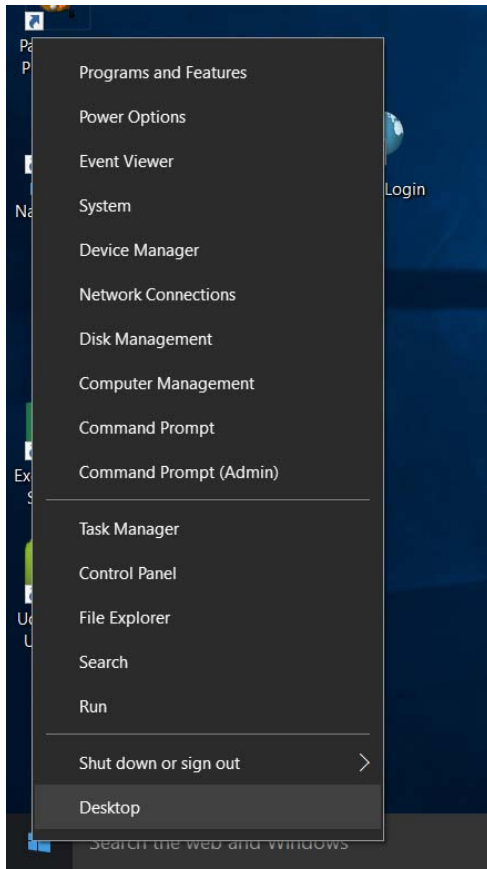 Programs and Features
Power Options
Event Viewer
Login
System
Device Manager
Network Connections
Disk Management
Computer Management
Command Prompt
Command Prompt (Admin)
Task Manager
Control Panel
File Explorer
Search
Run
Shut down or sign out
Desktop
Search the web and Windows